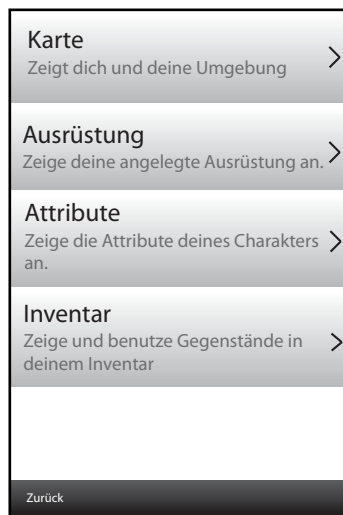 Karte
Zeigt dich und deine Umgebung
Ausrüstung
Zeige deine angelegte Ausrüstung an.
Attribute
Zeige die Attribute deines Charakters
an.
Inventar
Zeige und benutze Gegenstände in
deinem Inventar
Zurück